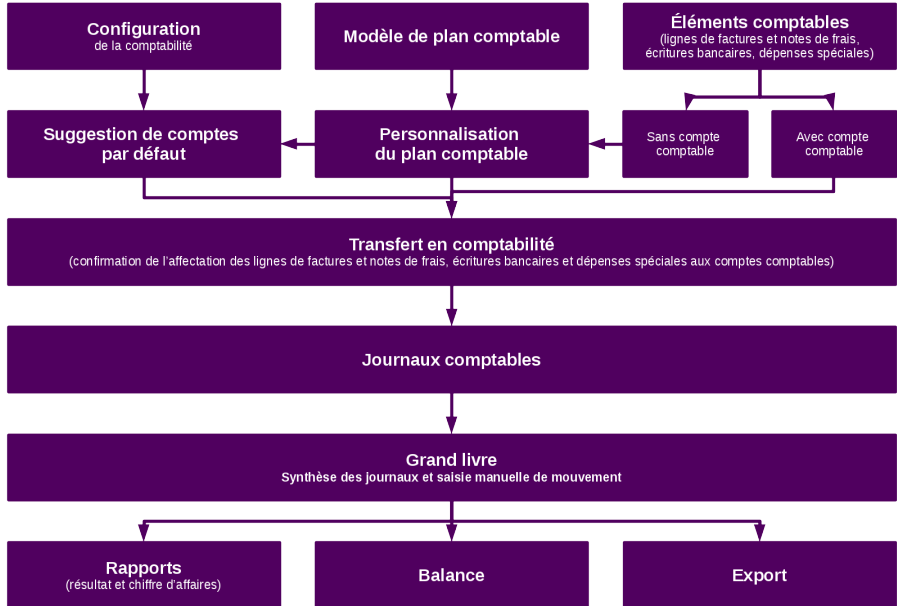 Configuration
de la comptabilité
Modèle de plan comptable
Éléments comptables
(lignes de factures et notes de frais,
écritures bancaires, dépenses spéciales)
Suggestion de comptes
par défaut
Personnalisation
du plan comptable
Sans compte
comptable
Avec compte
comptable
Transfert en comptabilité
(confirmation de l'affectation des lignes de factures et notes de frais, écritures bancaires et dépenses spéciales aux comptes comptables)
Journaux comptables
Grand livre
Synthèse des journaux et saisie manuelle de mouvement
Rapports
(résultat et chiffre d'affaires)
Balance
Export